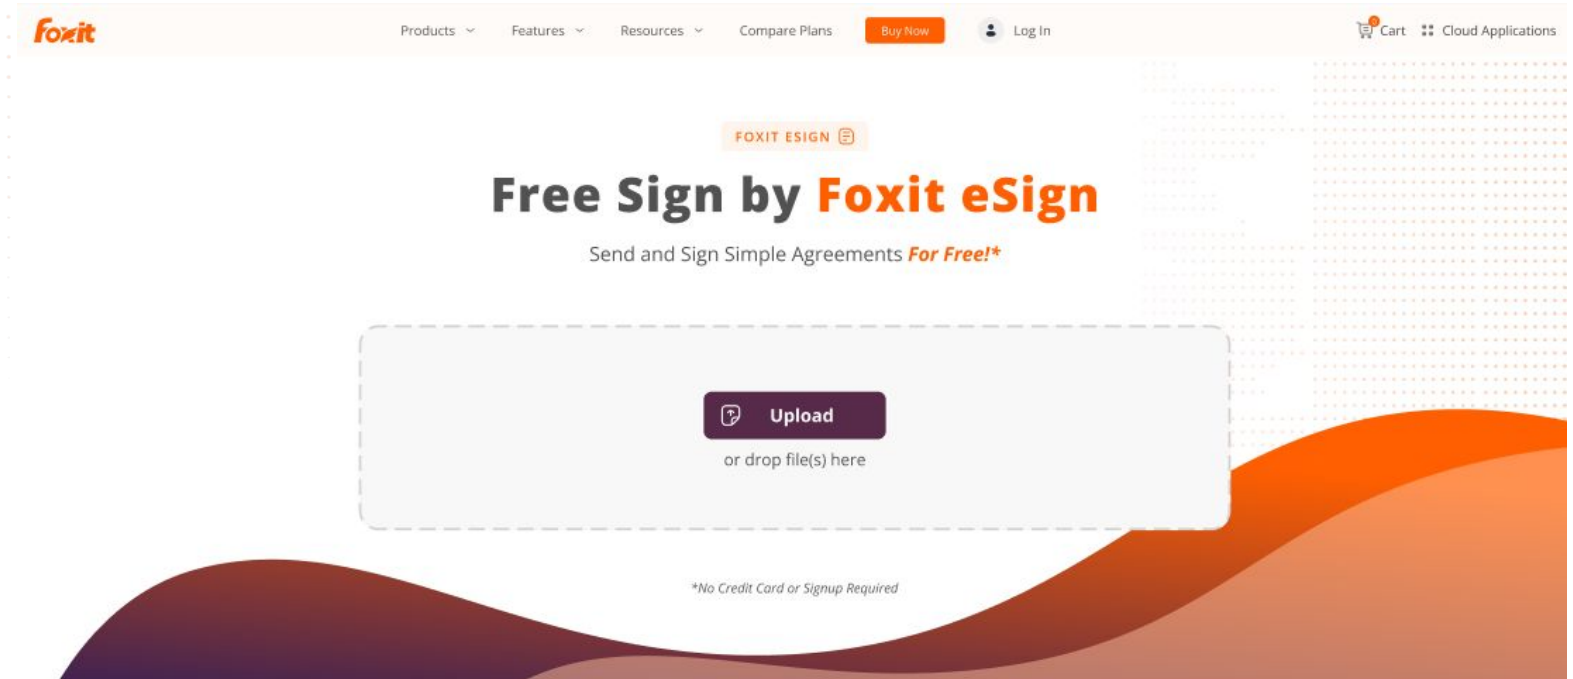 Foxit
Products Features Resources Compare Plans Buy Now Log In 0 Cart Cloud Applications
FOXIT ESIGN
Free Sign by Foxit eSign
Send and Sign Simple Agreements For Free!*
Upload
or drop file(s) here
*No Credit Card or Signup Required